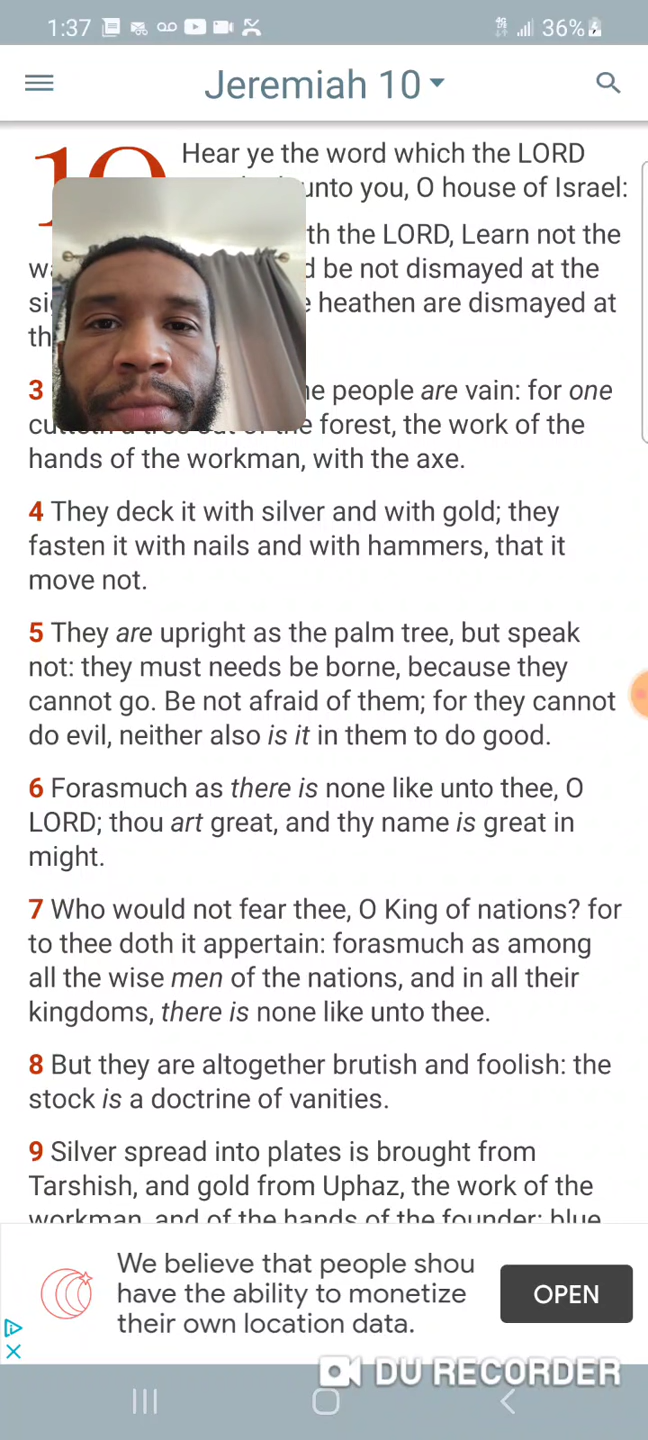 1:37
4G
36%
Jeremiah 10
10 Hear ye the word which the LORD
unto you, O house of Israel:
the LORD, Learn not the
be not dismayed at the
heathen are dismayed at
3 people are vain: for one
forest, the work of the
hands of the workman, with the axe.
4 They deck it with silver and with gold; they
fasten it with nails and with hammers, that it
move not.
5 They are upright as the palm tree, but speak
not: they must needs be borne, because they
cannot go. Be not afraid of them; for they cannot
do evil, neither also is it in them to do good.
6 Forasmuch as there is none like unto thee, O
LORD; thou art great, and thy name is great in
might.
7 Who would not fear thee, O King of nations? for
to thee doth it appertain: forasmuch as among
all the wise men of the nations, and in all their
kingdoms, there is none like unto thee.
8 But they are altogether brutish and foolish: the
stock is a doctrine of vanities.
9 Silver spread into plates is brought from
Tarshish, and gold from Uphaz, the work of the
workman, and of the hands of the founder: blue
We believe that people shou
have the ability to monetize
their own location data.
OPEN
DU RECORDER